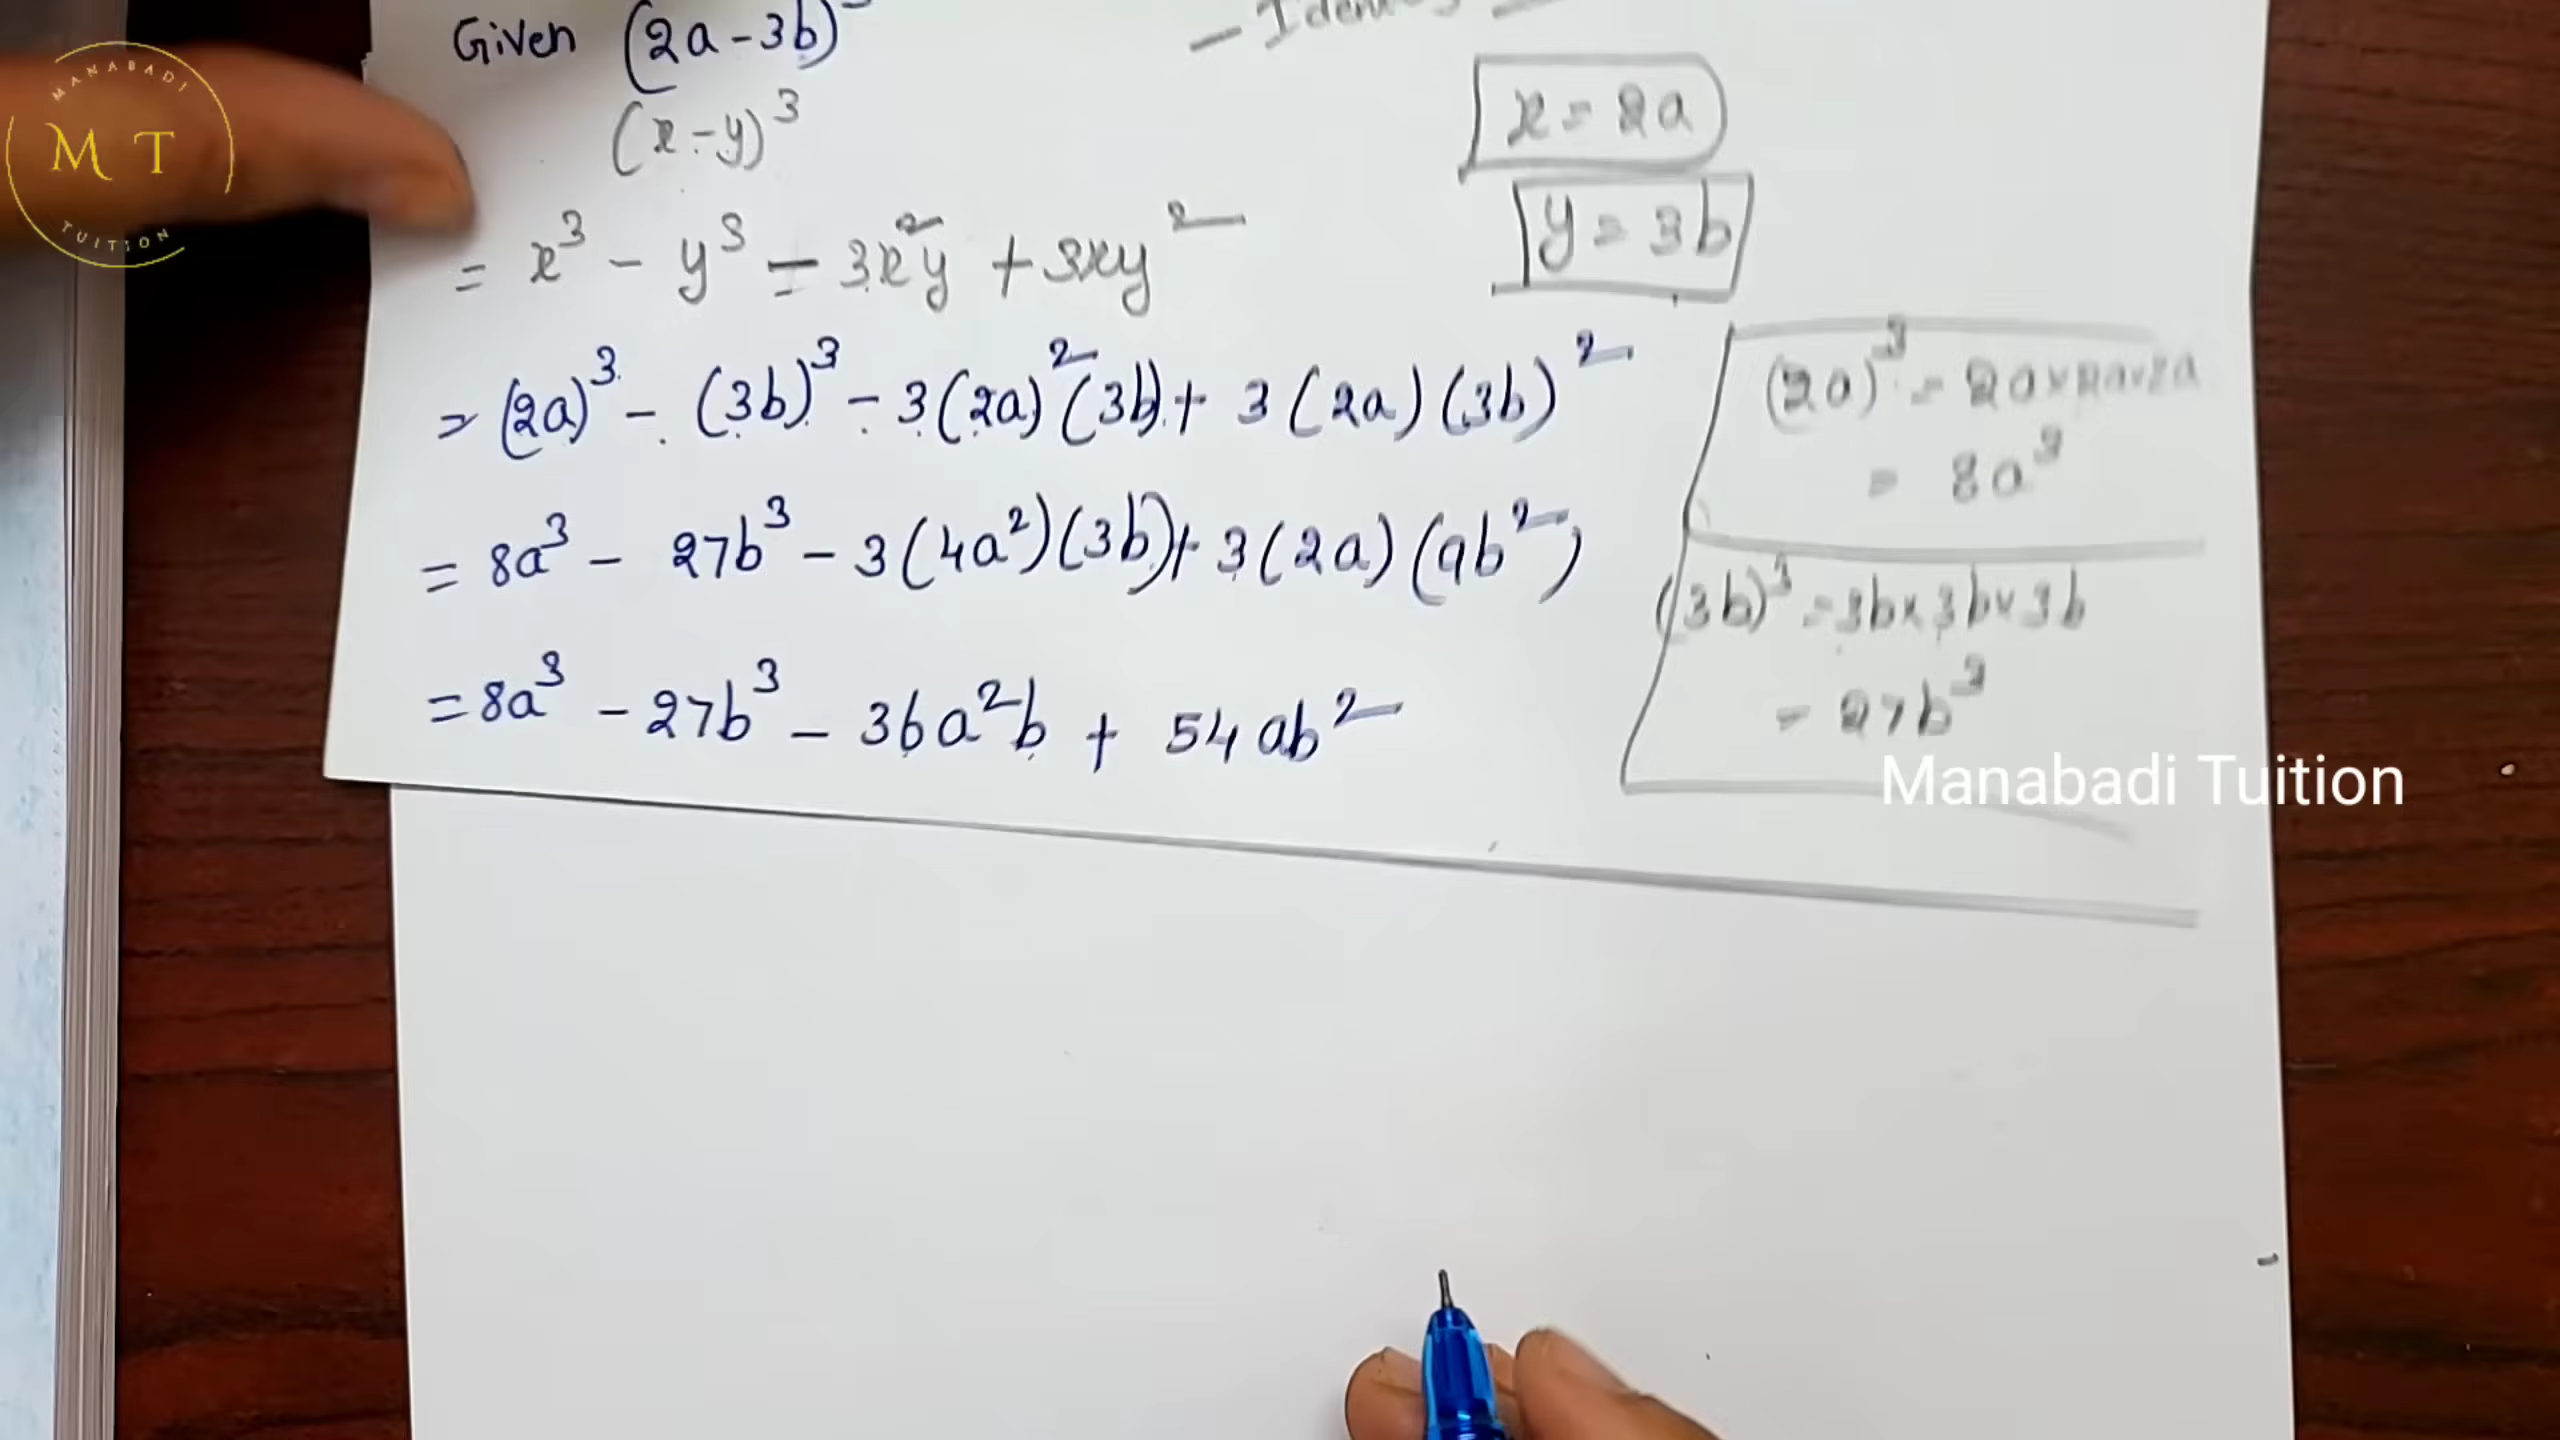 Given (2a-3b)
(x-y)³
= x³ - y³ - 3x²y + 3xy²
= (2a)³ - (3b)³ - 3(2a)²(3b) + 3(2a)(3b)²
= 8a³ - 27b³ - 3(4a²)(3b) + 3(2a)(9b²)
= 8a³ - 27b³ - 36a²b + 54ab²
x = 2a
y = 3b
(2a)³ = 2a×2a×2a
= 8a³
(3b)³ = 3b×3b×3b
= 27b³
MANABADI
MT
TUITION
Manabadi Tuition